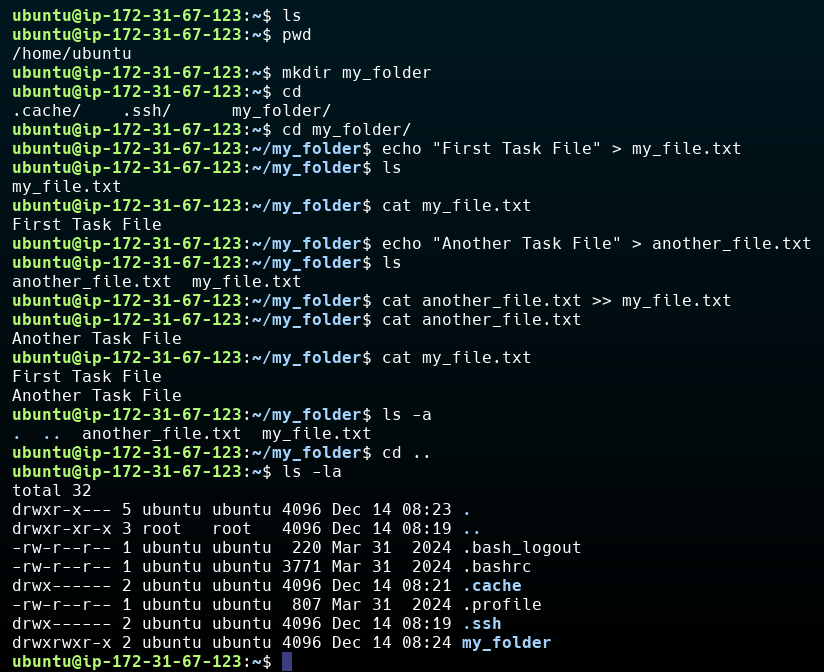 ubuntu@ip-172-31-67-123:~$ ls
ubuntu@ip-172-31-67-123:~$ pwd
/home/ubuntu
ubuntu@ip-172-31-67-123:~$ mkdir my_folder
ubuntu@ip-172-31-67-123:~$ cd
.cache/    .ssh/      my_folder/
ubuntu@ip-172-31-67-123:~$ cd my_folder/
ubuntu@ip-172-31-67-123:~/my_folder$ echo "First Task File" > my_file.txt
ubuntu@ip-172-31-67-123:~/my_folder$ ls
my_file.txt
ubuntu@ip-172-31-67-123:~/my_folder$ cat my_file.txt
First Task File
ubuntu@ip-172-31-67-123:~/my_folder$ echo "Another Task File" > another_file.txt
ubuntu@ip-172-31-67-123:~/my_folder$ ls
another_file.txt  my_file.txt
ubuntu@ip-172-31-67-123:~/my_folder$ cat another_file.txt >> my_file.txt
ubuntu@ip-172-31-67-123:~/my_folder$ cat another_file.txt
Another Task File
ubuntu@ip-172-31-67-123:~/my_folder$ cat my_file.txt
First Task File
Another Task File
ubuntu@ip-172-31-67-123:~/my_folder$ ls -a
.  ..  another_file.txt  my_file.txt
ubuntu@ip-172-31-67-123:~/my_folder$ cd ..
ubuntu@ip-172-31-67-123:~$ ls -la
total 32
drwxr-x--- 5 ubuntu ubuntu 4096 Dec 14 08:23 .
drwxr-xr-x 3 root   root   4096 Dec 14 08:19 ..
-rw-r--r-- 1 ubuntu ubuntu  220 Mar 31  2024 .bash_logout
-rw-r--r-- 1 ubuntu ubuntu 3771 Mar 31  2024 .bashrc
drwx------ 2 ubuntu ubuntu 4096 Dec 14 08:21 .cache
-rw-r--r-- 1 ubuntu ubuntu  807 Mar 31  2024 .profile
drwx------ 2 ubuntu ubuntu 4096 Dec 14 08:19 .ssh
drwxrwxr-x 2 ubuntu ubuntu 4096 Dec 14 08:24 my_folder
ubuntu@ip-172-31-67-123:~$